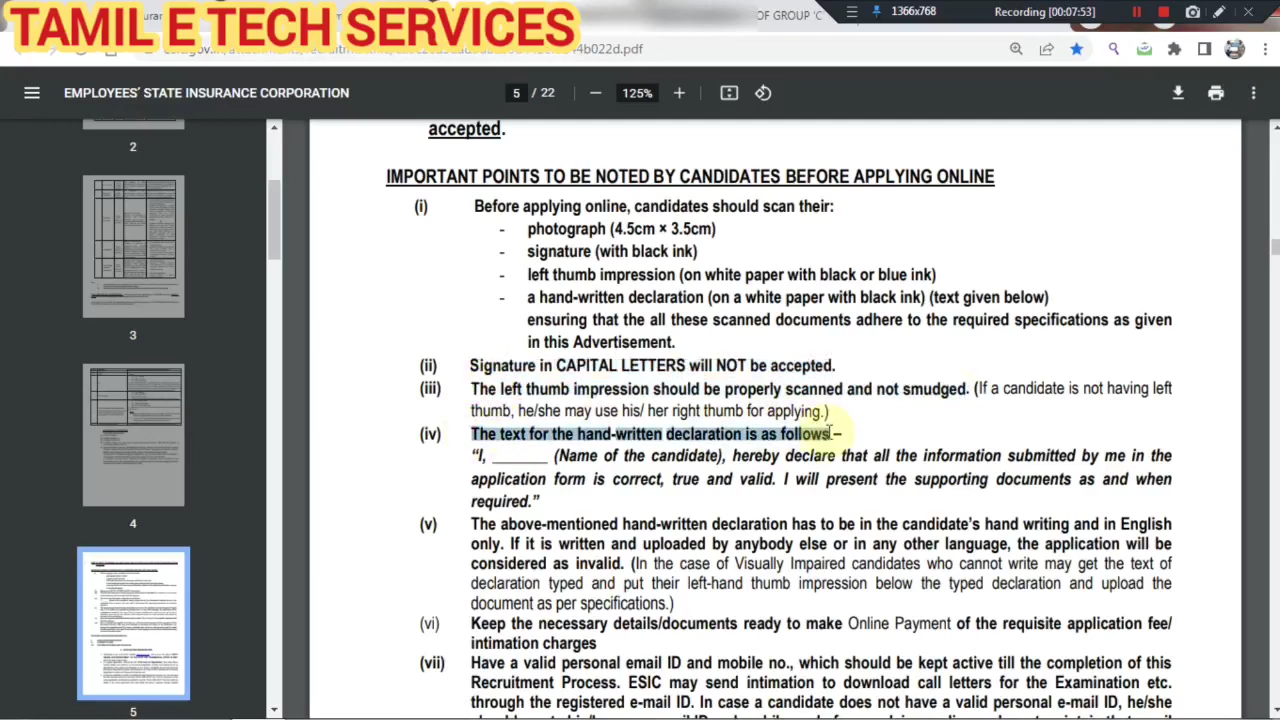 OF GROUP 'C'
1366x768
Recording [00:07:53]
TAMIL E TECH SERVICES
4b022d.pdf
EMPLOYEES' STATE INSURANCE CORPORATION
5 / 22
125%
accepted.
2
3
4
5
IMPORTANT POINTS TO BE NOTED BY CANDIDATES BEFORE APPLYING ONLINE
(i) Before applying online, candidates should scan their:
- photograph (4.5cm × 3.5cm)
- signature (with black ink)
- left thumb impression (on white paper with black or blue ink)
- a hand-written declaration (on a white paper with black ink) (text given below)
ensuring that the all these scanned documents adhere to the required specifications as given
in this Advertisement.
(ii) Signature in CAPITAL LETTERS will NOT be accepted.
(iii) The left thumb impression should be properly scanned and not smudged. (If a candidate is not having left
thumb, he/she may use his/ her right thumb for applying.)
(iv) The text for the hand-written declaration is as follows –
"I, _______ (Name of the candidate), hereby declare that all the information submitted by me in the
application form is correct, true and valid. I will present the supporting documents as and when
required."
(v) The above-mentioned hand-written declaration has to be in the candidate's hand writing and in English
only. If it is written and uploaded by anybody else or in any other language, the application will be
considered as invalid. (In the case of Visually Impaired candidates who cannot write may get the text of
declaration typed and put their left-hand thumb impression below the typed declaration and upload the
document as per specifications.)
(vi) Keep the necessary details/documents ready to make Online Payment of the requisite application fee/
intimation charges
(vii) Have a valid personal email ID and mobile no., which should be kept active till the completion of this
Recruitment Process. ESIC may send intimation to download call letters for the Examination etc.
through the registered e-mail ID. In case a candidate does not have a valid personal e-mail ID, he/she